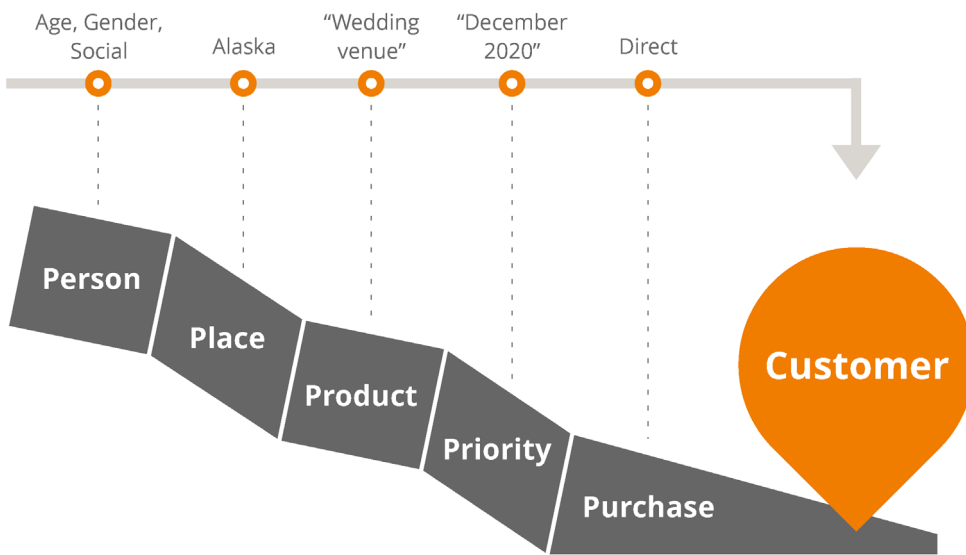 Age, Gender,
Social
Alaska
“Wedding
venue”
“December
2020”
Direct
Person
Place
Product
Priority
Purchase
Customer